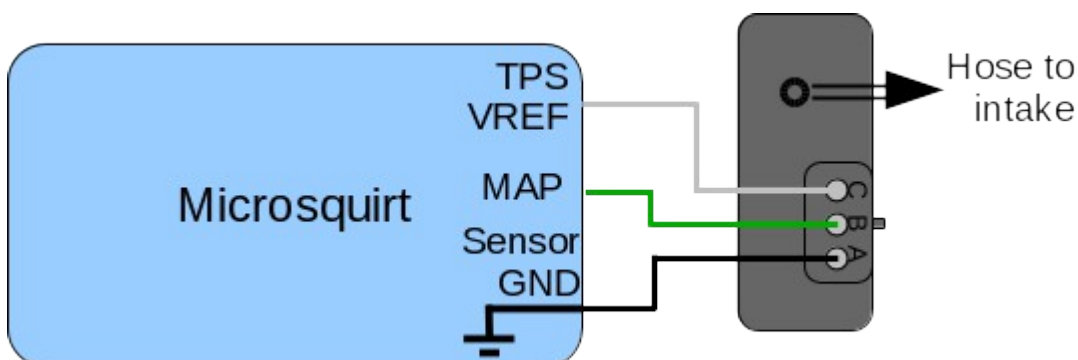 TPS
VREF
MAP
Microsquirt
Sensor
GND
Hose to
intake
C
B
A